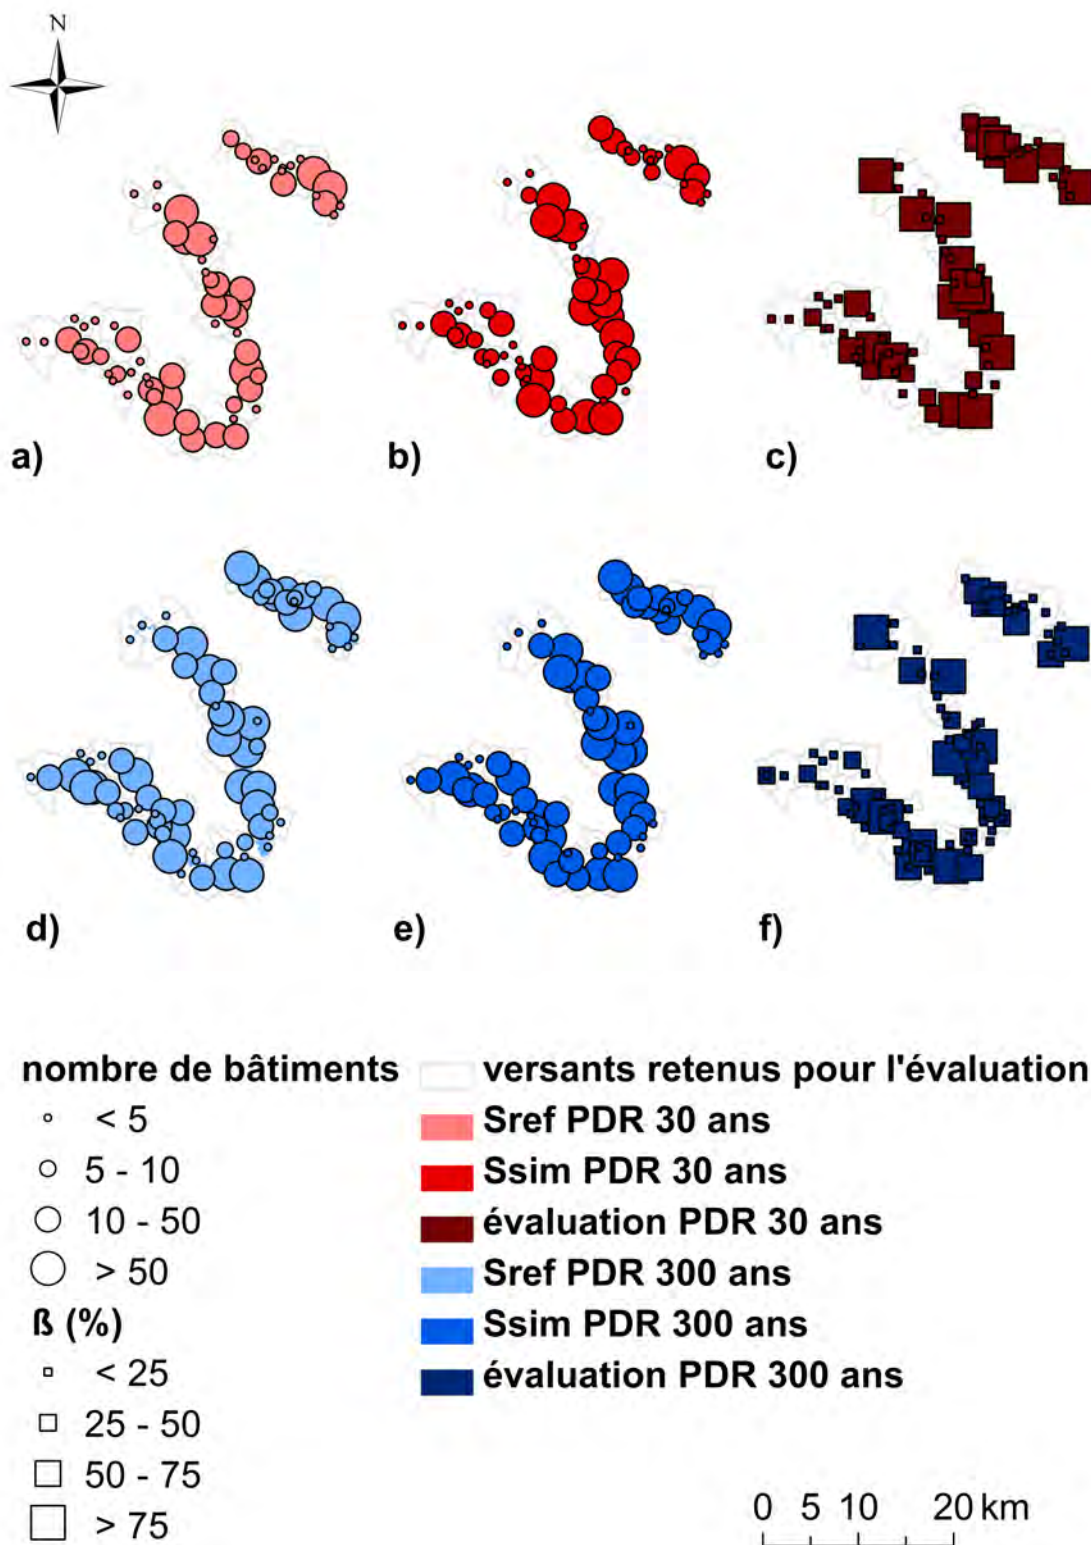 N
a)
b)
c)
d)
e)
f)
nombre de bâtiments
< 5
5 - 10
10 - 50
> 50
ß (%)
< 25
25 - 50
50 - 75
> 75
versants retenus pour l'évaluation
Sref PDR 30 ans
Ssim PDR 30 ans
évaluation PDR 30 ans
Sref PDR 300 ans
Ssim PDR 300 ans
évaluation PDR 300 ans
0 5 10 20 km